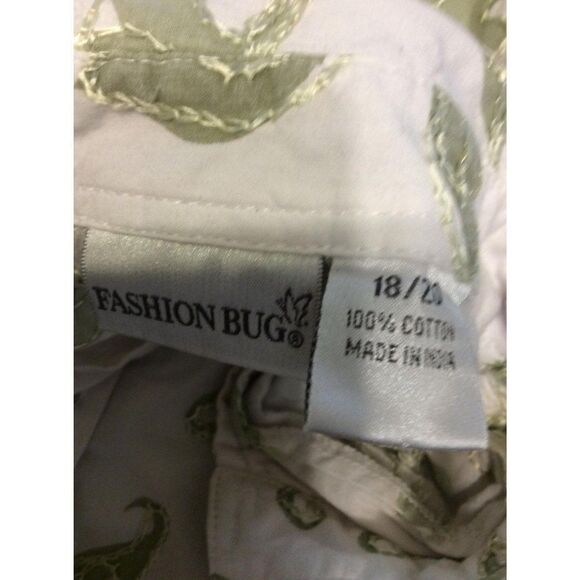 FASHION BUG®
18/20
100% COTTON
MADE IN INDIA